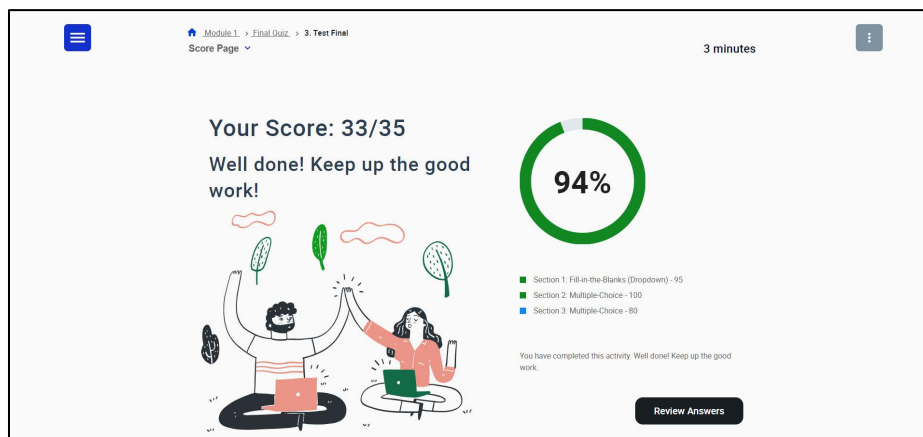 Module 1 > Final Quiz > 3. Test Final
Score Page
3 minutes
Your Score: 33/35
Well done! Keep up the good
work!
94%
Section 1: Fill-in-the-Blanks (Dropdown) - 95
Section 2: Multiple-Choice - 100
Section 3: Multiple-Choice - 80
You have completed this activity. Well done! Keep up the good
work.
Review Answers